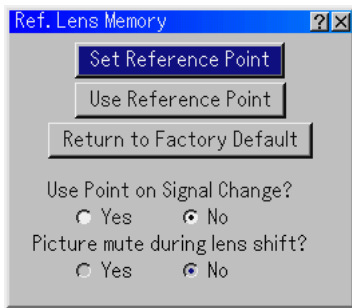 Ref. Lens Memory
Set Reference Point
Use Reference Point
Return to Factory Default
Use Point on Signal Change?
Yes No
Picture mute during lens shift?
Yes No